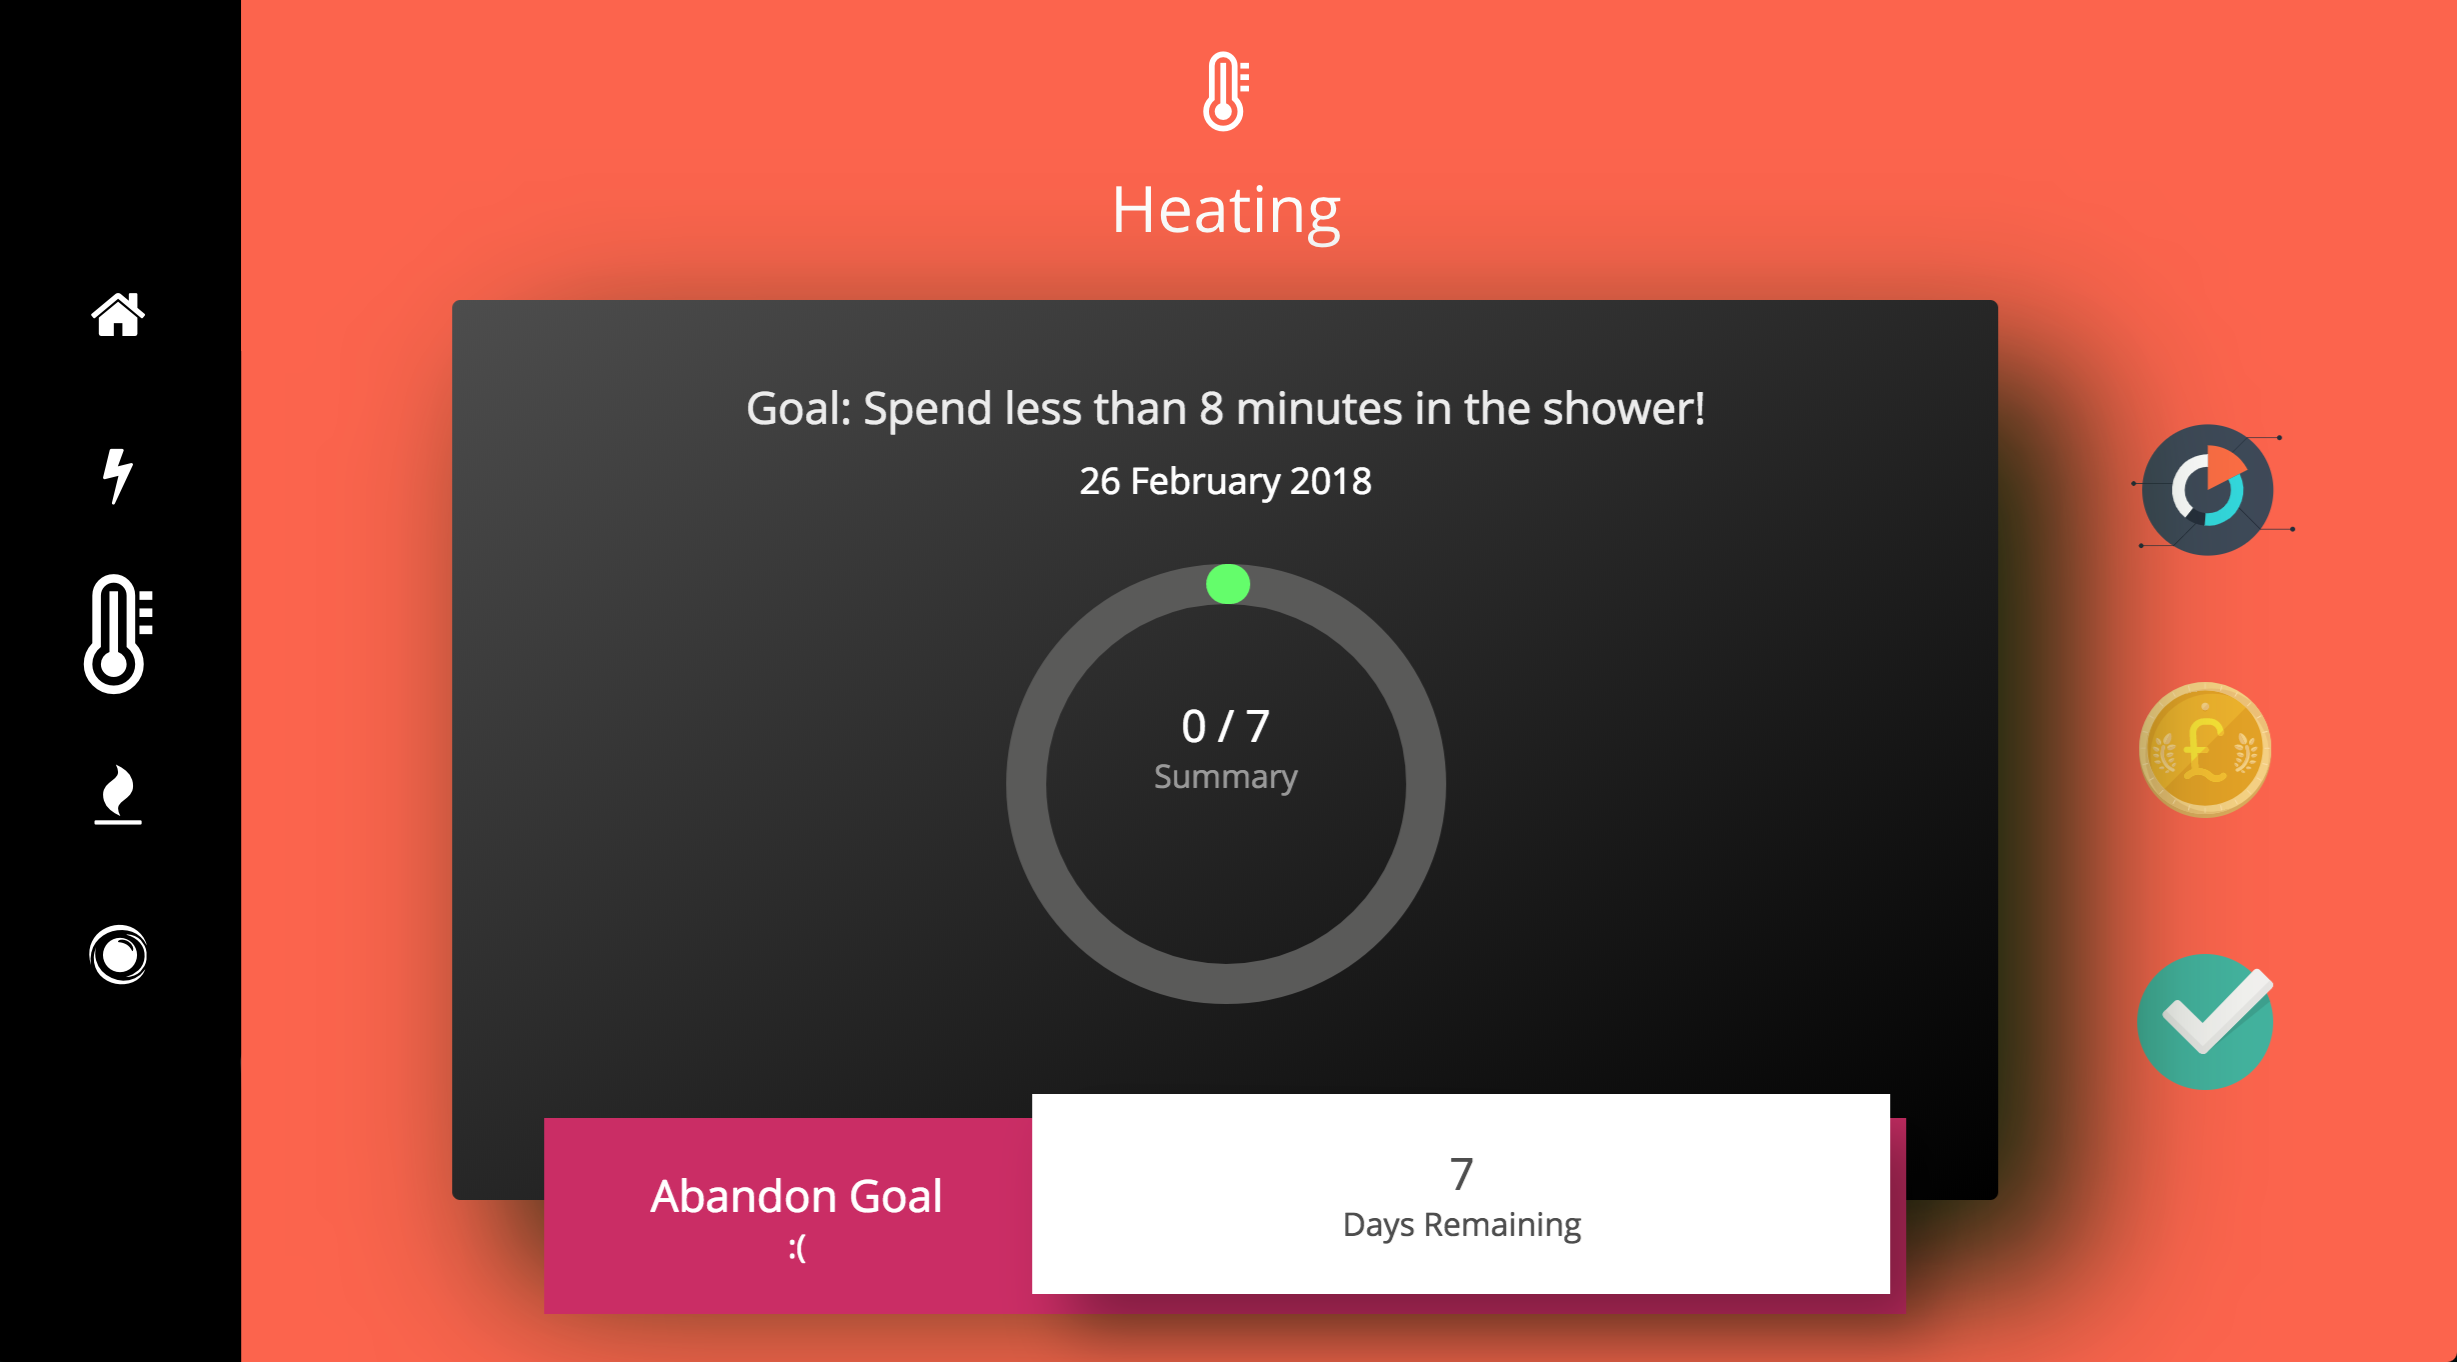 Heating
Goal: Spend less than 8 minutes in the shower!
26 February 2018
0 / 7
Summary
Abandon Goal
:(
7
Days Remaining